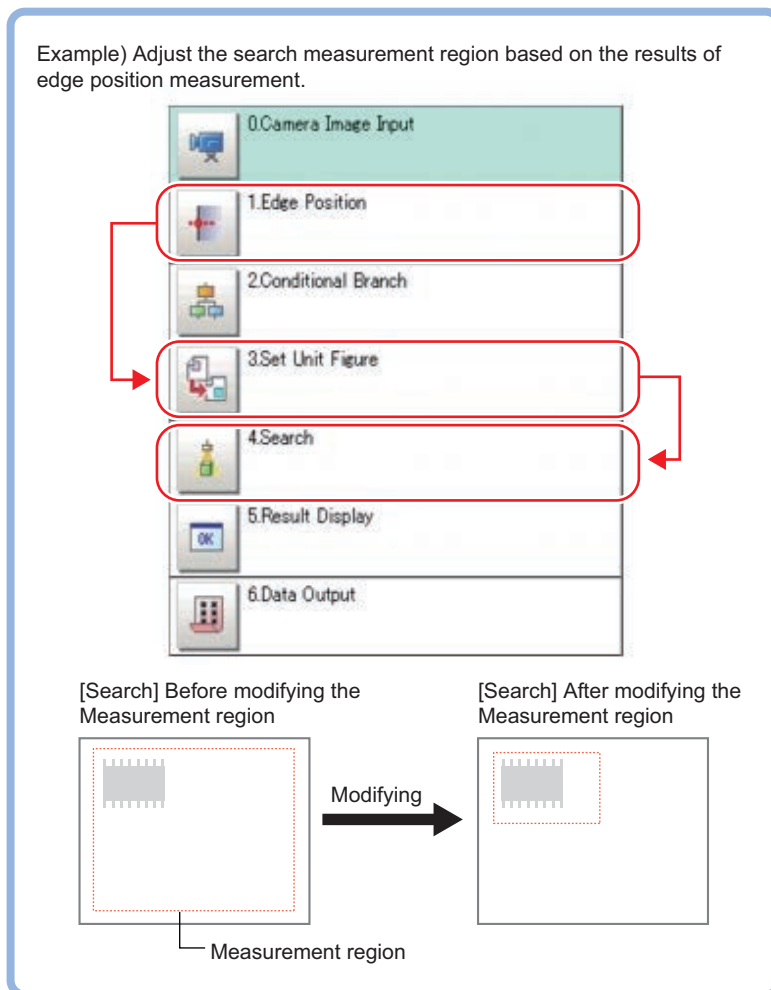 Example) Adjust the search measurement region based on the results of
edge position measurement.
0.Camera Image Input
1.Edge Position
2.Conditional Branch
3.Set Unit Figure
4.Search
5.Result Display
OK
6.Data Output
[Search] Before modifying the
Measurement region
[Search] After modifying the
Measurement region
Modifying
Measurement region